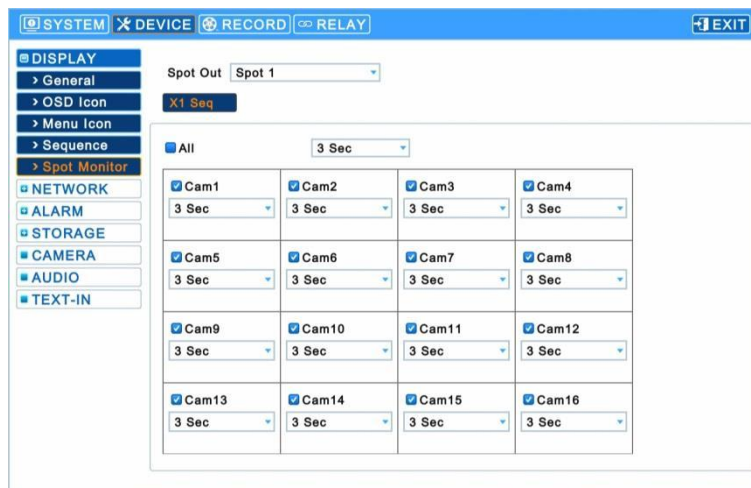 SYSTEM DEVICE RECORD RELAY EXIT
DISPLAY
> General
> OSD Icon
> Menu Icon
> Sequence
> Spot Monitor
NETWORK
ALARM
STORAGE
CAMERA
AUDIO
TEXT-IN
Spot Out Spot 1
X1 Seq
All 3 Sec
Cam1 Cam2 Cam3 Cam4
3 Sec 3 Sec 3 Sec 3 Sec
Cam5 Cam6 Cam7 Cam8
3 Sec 3 Sec 3 Sec 3 Sec
Cam9 Cam10 Cam11 Cam12
3 Sec 3 Sec 3 Sec 3 Sec
Cam13 Cam14 Cam15 Cam16
3 Sec 3 Sec 3 Sec 3 Sec